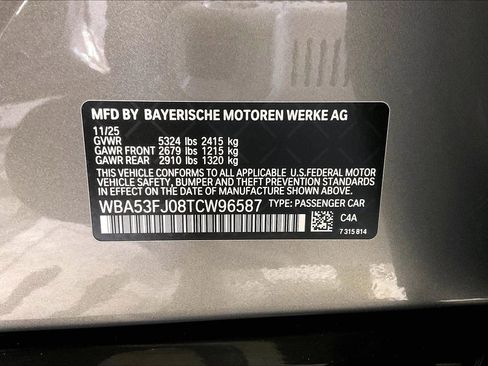 MFD BY BAYERISCHE MOTOREN WERKE AG
11/25
GVWR 5324 lbs 2415 kg
GAWR FRONT 2679 lbs 1215 kg
GAWR REAR 2910 lbs 1320 kg
THIS VEHICLE CONFORMS TO ALL APPLICABLE U.S.FEDERAL MOTOR
VEHICLE SAFETY, BUMPER AND THEFT PREVENTION STANDARDS
IN EFFECT ON THE DATE OF MANUFACTURE SHOWN ABOVE.
WBA53FJ08TCW96587 TYPE: PASSENGER CAR
C4A
7 315 814